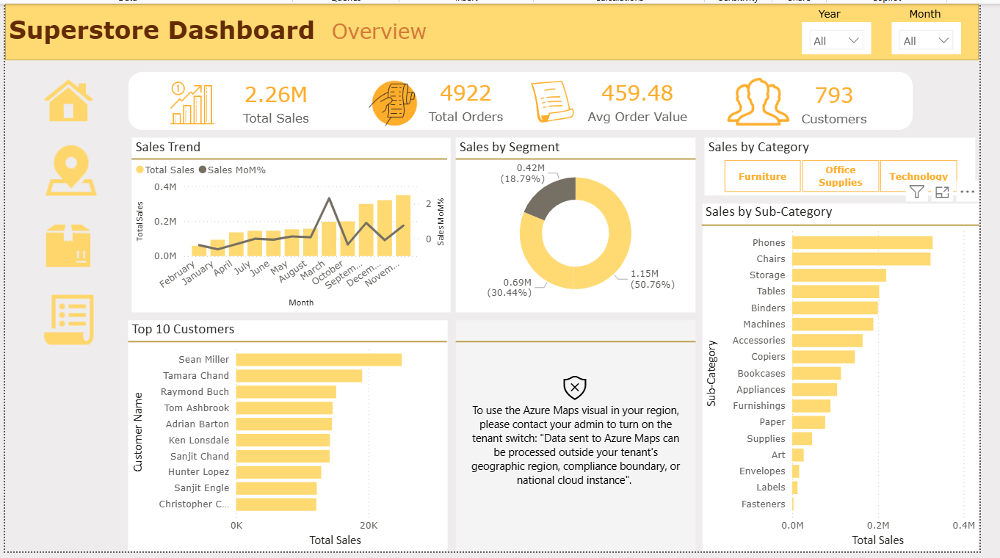 Superstore Dashboard Overview
Year
Month
All
All
2.26M
Total Sales
4922
Total Orders
459.48
Avg Order Value
793
Customers
Sales Trend
Total Sales
Sales MoM%
0.4M
0.2M
0.0M
Total Sales
2
0
Sales MoM%
February
January
April
July
June
May
August
March
October
Septem...
Decem...
Novem...
Month
Sales by Segment
0.42M
(18.79%)
0.69M
(30.44%)
1.15M
(50.76%)
Sales by Category
Furniture
Office
Supplies
Technology
Sales by Sub-Category
Sub-Category
Phones
Chairs
Storage
Tables
Binders
Machines
Accessories
Copiers
Bookcases
Appliances
Furnishings
Paper
Supplies
Art
Envelopes
Labels
Fasteners
0.0M
0.2M
0.4M
Total Sales
Top 10 Customers
Customer Name
Sean Miller
Tamara Chand
Raymond Buch
Tom Ashbrook
Adrian Barton
Ken Lonsdale
Sanjit Chand
Hunter Lopez
Sanjit Engle
Christopher C...
0K
20K
Total Sales
To use the Azure Maps visual in your region,
please contact your admin to turn on the
tenant switch: "Data sent to Azure Maps can
be processed outside your tenant's
geographic region, compliance boundary, or
national cloud instance".